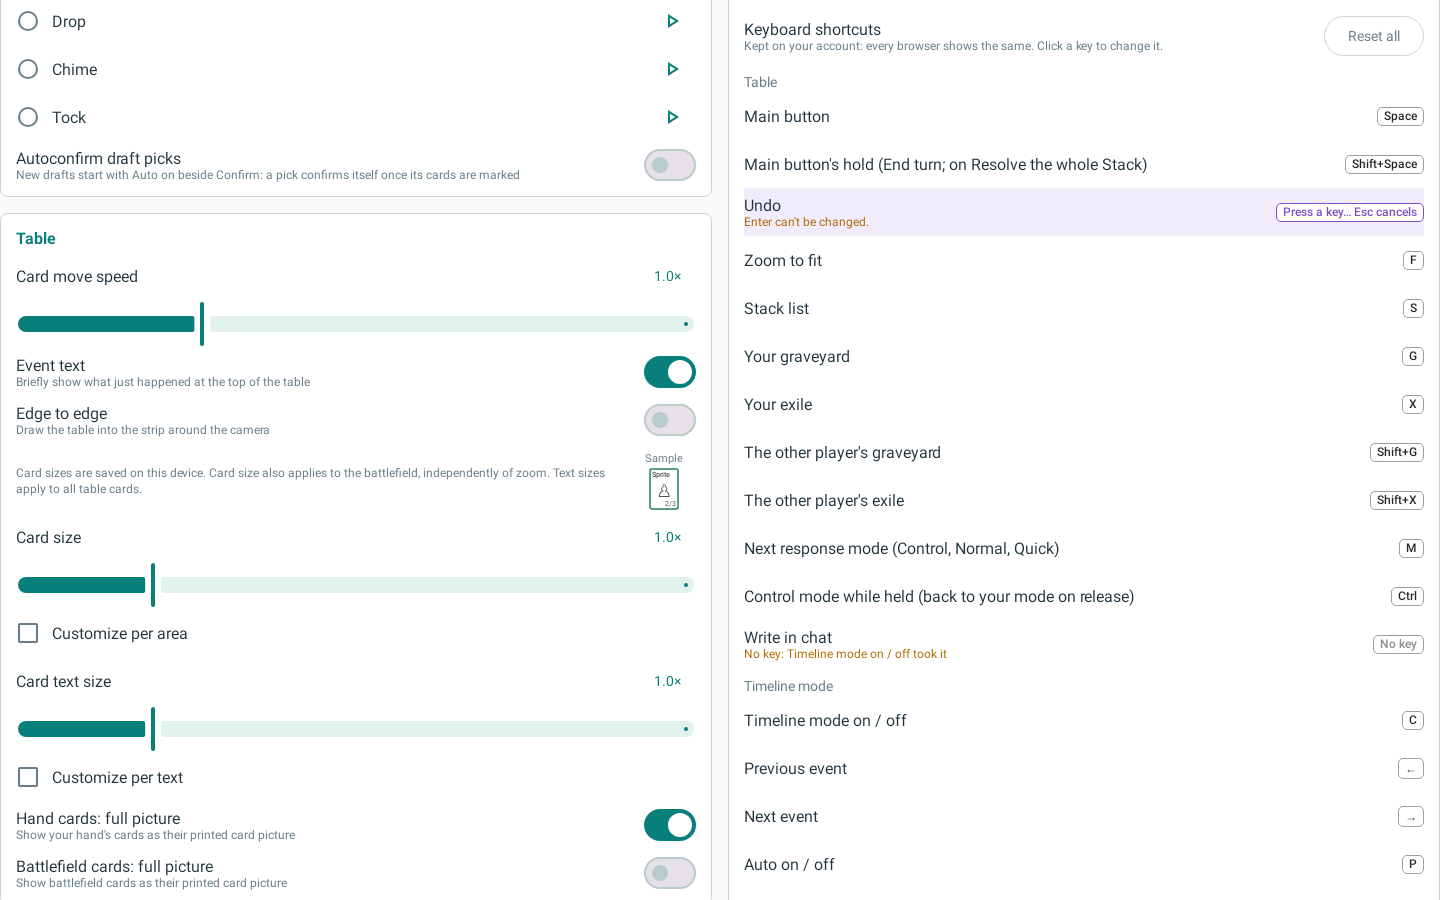 Drop
Chime
Tock
Autoconfirm draft picks
New drafts start with Auto on beside Confirm: a pick confirms itself once its cards are marked
Table
Card move speed
1.0×
Event text
Briefly show what just happened at the top of the table
Edge to edge
Draw the table into the strip around the camera
Card sizes are saved on this device. Card size also applies to the battlefield, independently of zoom. Text sizes
apply to all table cards.
Sample
Sprite
2/3
Card size
1.0×
Customize per area
Card text size
1.0×
Customize per text
Hand cards: full picture
Show your hand's cards as their printed card picture
Battlefield cards: full picture
Show battlefield cards as their printed card picture
Keyboard shortcuts
Kept on your account: every browser shows the same. Click a key to change it.
Reset all
Table
Main button
Space
Main button's hold (End turn; on Resolve the whole Stack)
Shift+Space
Undo
Enter can't be changed.
Press a key... Esc cancels
Zoom to fit
F
Stack list
S
Your graveyard
G
Your exile
X
The other player's graveyard
Shift+G
The other player's exile
Shift+X
Next response mode (Control, Normal, Quick)
M
Control mode while held (back to your mode on release)
Ctrl
Write in chat
No key: Timeline mode on / off took it
No key
Timeline mode
Timeline mode on / off
C
Previous event
←
Next event
→
Auto on / off
P